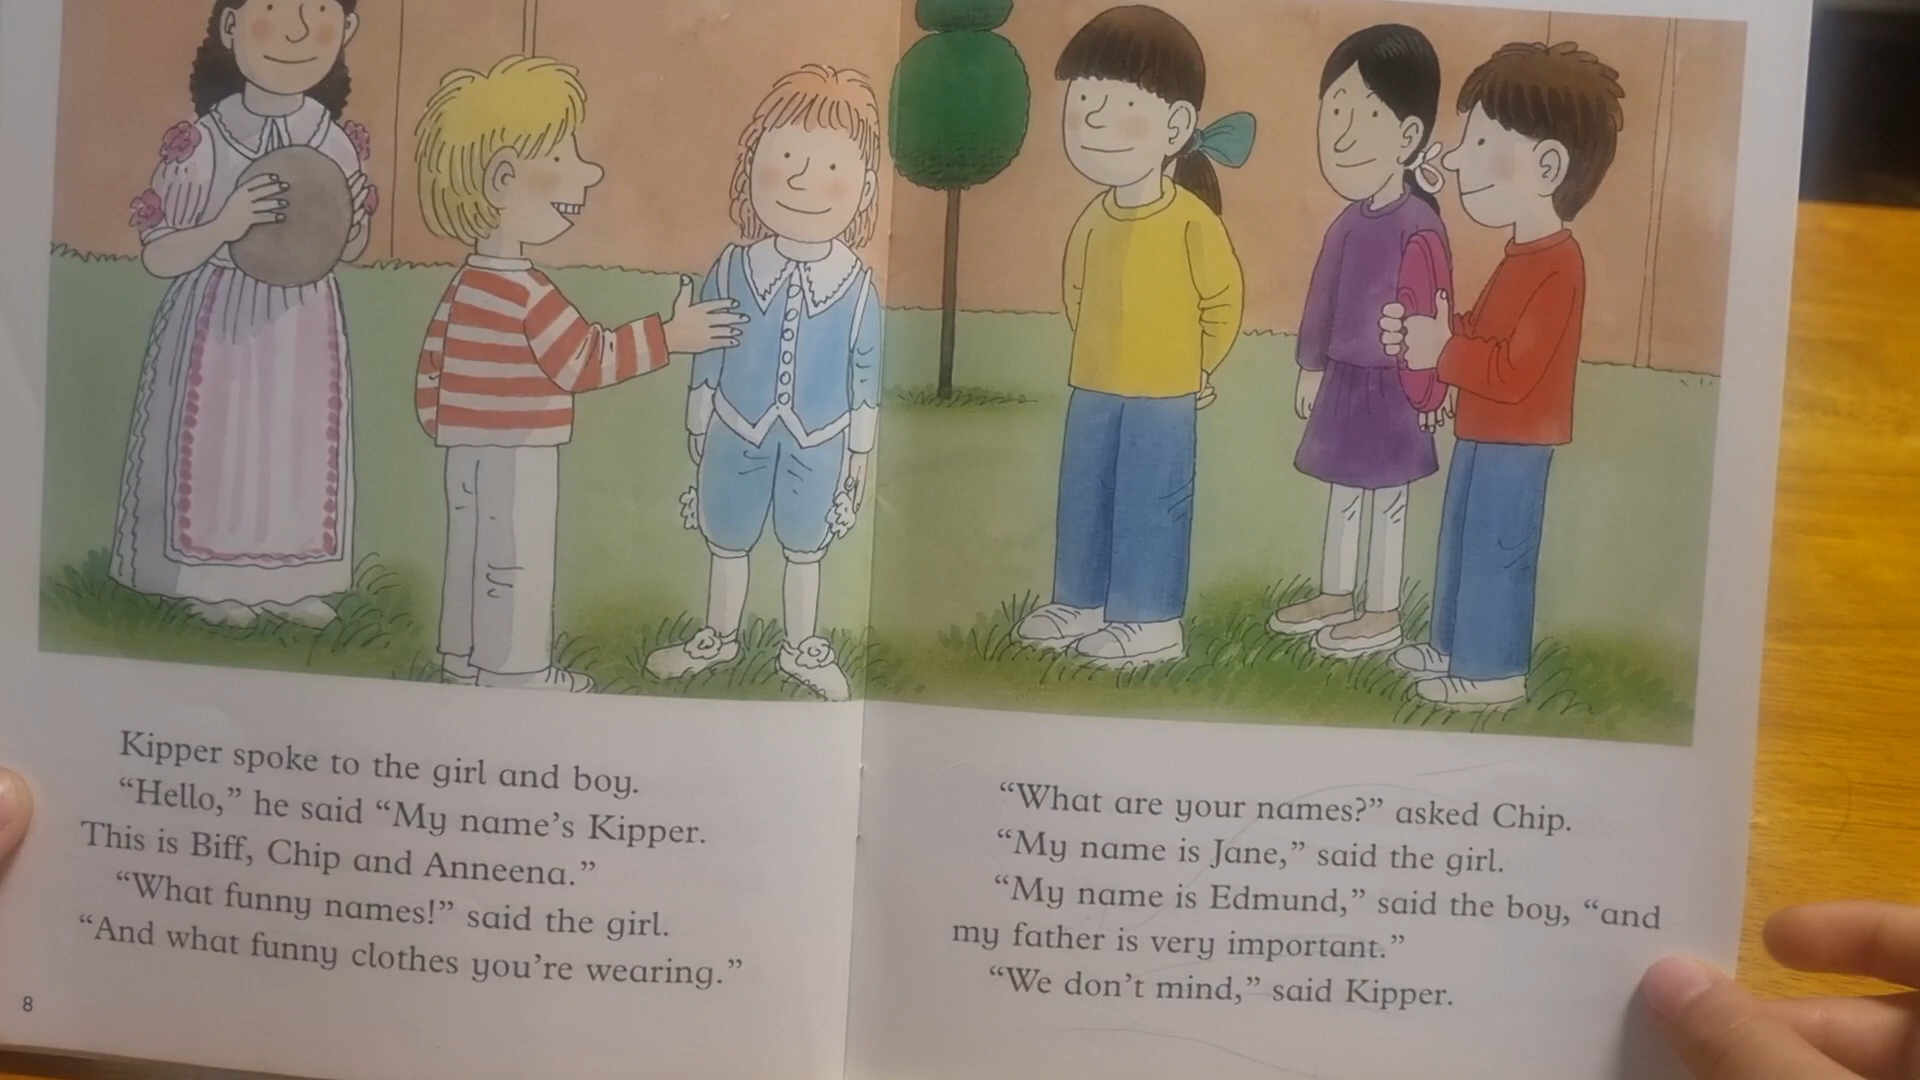 Kipper spoke to the girl and boy.
“Hello,” he said “My name’s Kipper.
This is Biff, Chip and Anneena.”
“What funny names!” said the girl.
“And what funny clothes you’re wearing.”
8
“What are your names?” asked Chip.
“My name is Jane,” said the girl.
“My name is Edmund,” said the boy, “and
my father is very important.”
“We don’t mind,” said Kipper.